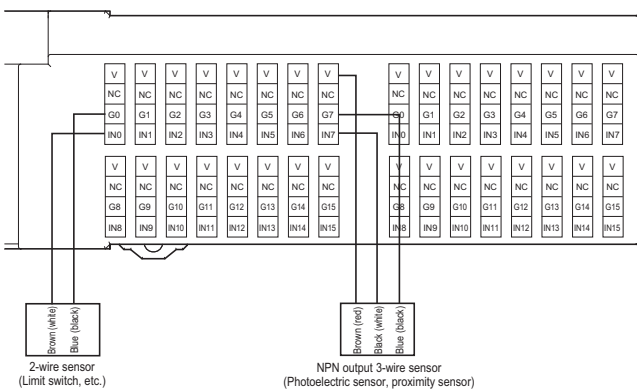 V V V V V V V V V V V V V V V V
NC NC NC NC NC NC NC NC NC NC NC NC NC NC NC NC
G0 G1 G2 G3 G4 G5 G6 G7 G0 G1 G2 G3 G4 G5 G6 G7
IN0 IN1 IN2 IN3 IN4 IN5 IN6 IN7 IN0 IN1 IN2 IN3 IN4 IN5 IN6 IN7
V V V V V V V V V V V V V V V V
NC NC NC NC NC NC NC NC NC NC NC NC NC NC NC NC
G8 G9 G10 G11 G12 G13 G14 G15 G8 G9 G10 G11 G12 G13 G14 G15
IN8 IN9 IN10 IN11 IN12 IN13 IN14 IN15 IN8 IN9 IN10 IN11 IN12 IN13 IN14 IN15
Brown (white)
Blue (black)
2-wire sensor
(Limit switch, etc.)
Brown (red)
Black (white)
Blue (black)
NPN output 3-wire sensor
(Photoelectric sensor, proximity sensor)